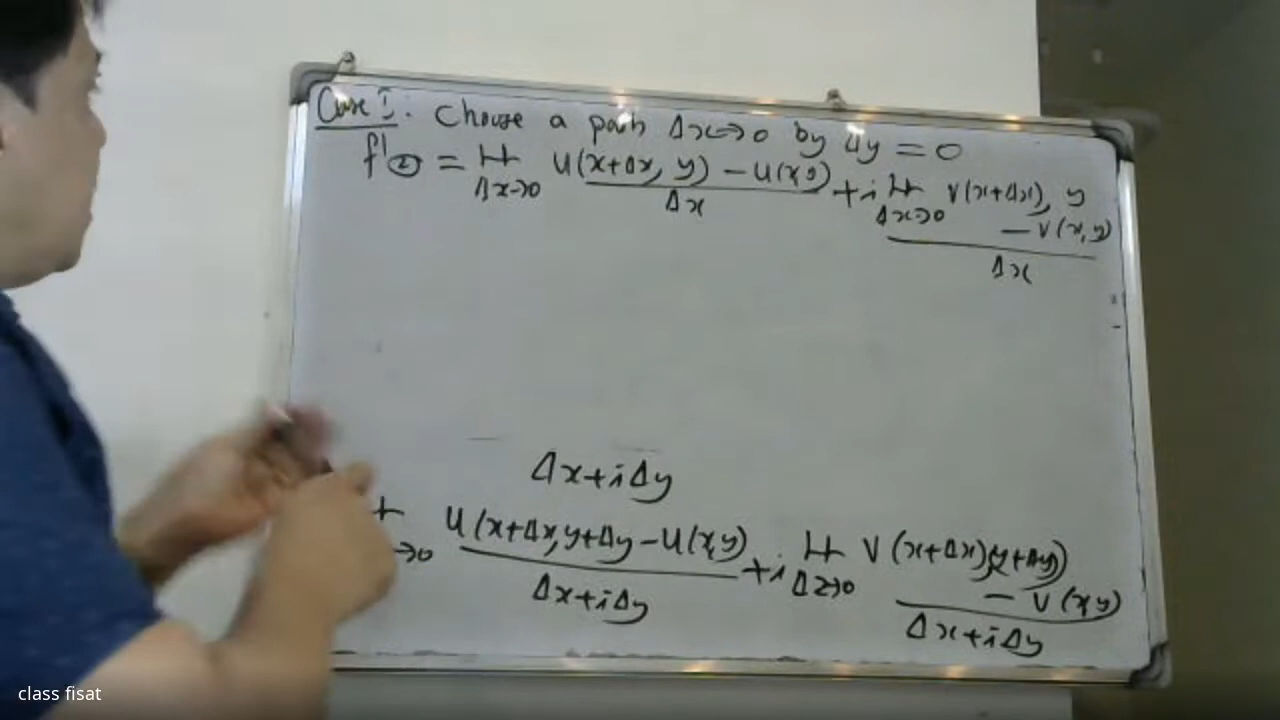 Case I: Choose a path Δx→0 by Δy = 0
f'(z) = Lt Δx→0 U(x+Δx, y) - U(x,y) / Δx + i Lt Δx→0 V(x+Δx), y - V(x,y) / Δx
Δx+iΔy
→0 U(x+Δx,y+Δy - U(x,y) / Δx+iΔy + i Lt Δz→0 V(x+Δx)(y+Δy) - V(x,y) / Δx+iΔy
class fisat